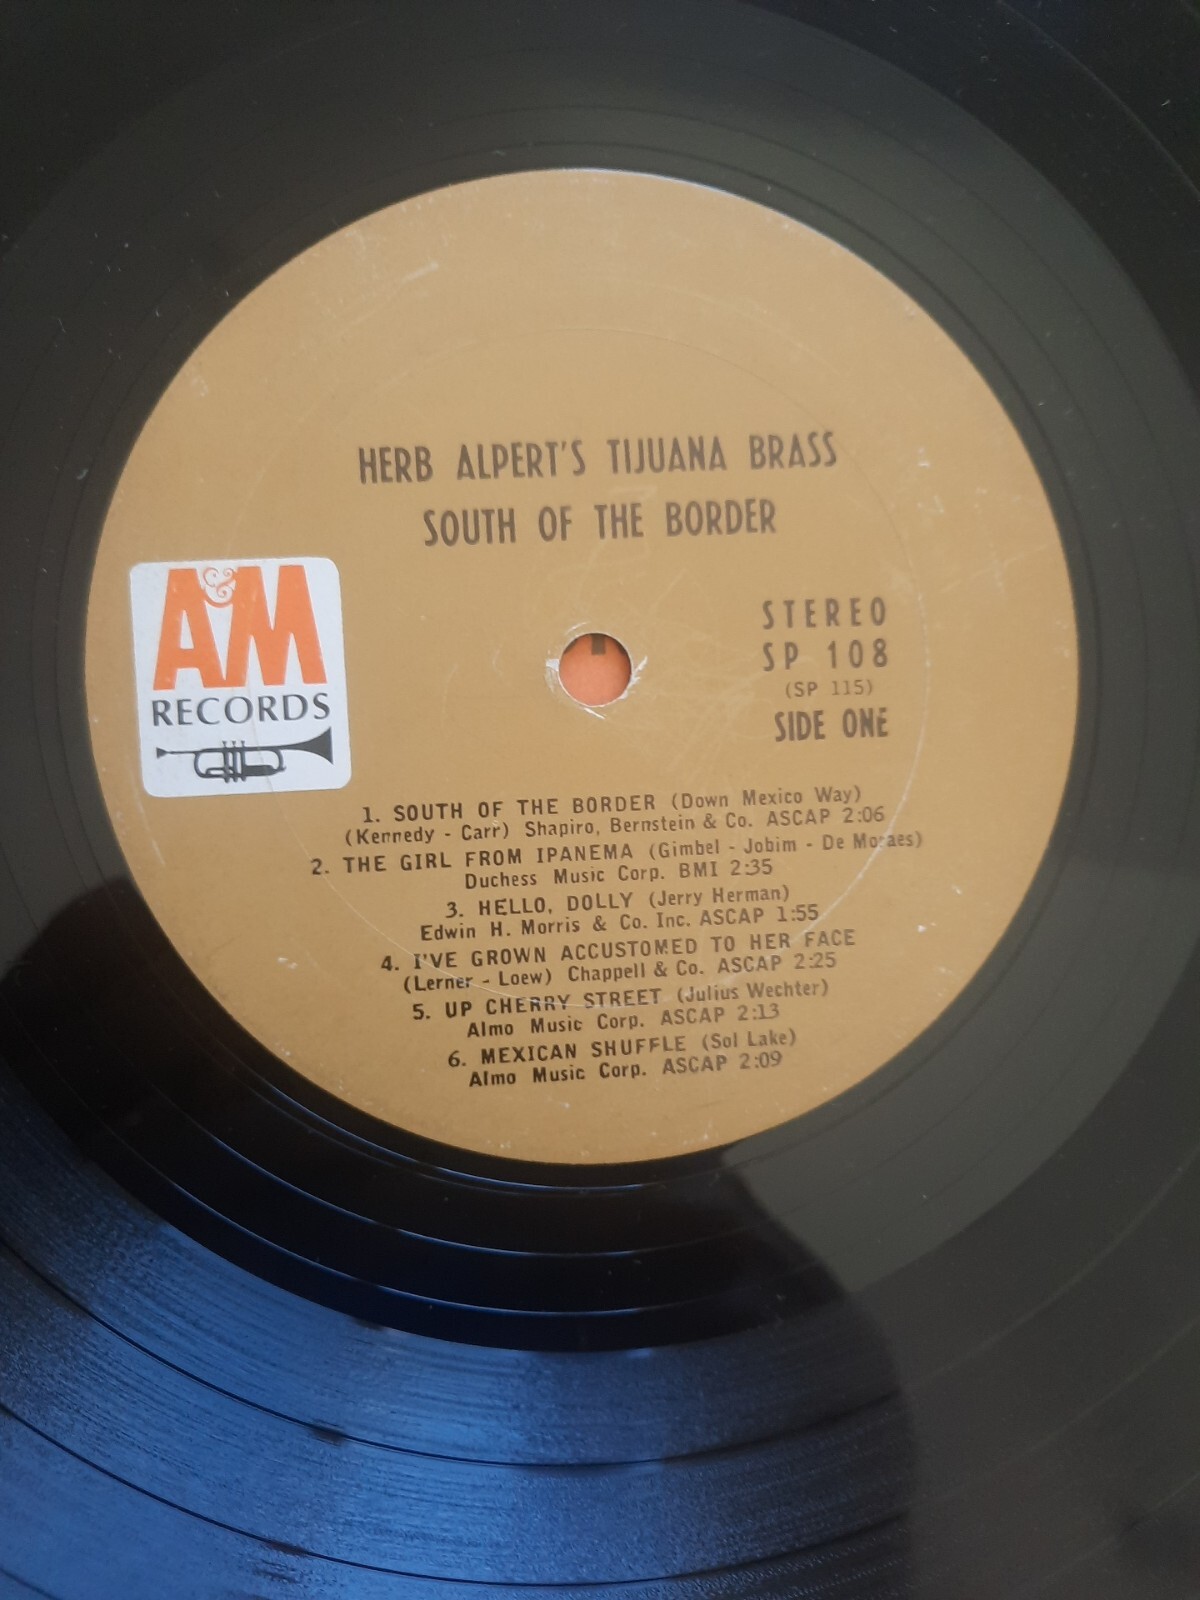 HERB ALPERT'S TIJUANA BRASS
SOUTH OF THE BORDER
A&M
RECORDS
STEREO
SP 108
(SP 115)
SIDE ONE
1. SOUTH OF THE BORDER (Down Mexico Way)
(Kennedy - Carr) Shapiro, Bernstein & Co. ASCAP 2:06
2. THE GIRL FROM IPANEMA (Gimbel - Jobim - De Moraes)
Duchess Music Corp. BMI 2:35
3. HELLO, DOLLY (Jerry Herman)
Edwin H. Morris & Co. Inc. ASCAP 1:55
4. I'VE GROWN ACCUSTOMED TO HER FACE
(Lerner - Loew) Chappell & Co. ASCAP 2:25
5. UP CHERRY STREET (Julius Wechter)
Almo Music Corp. ASCAP 2:13
6. MEXICAN SHUFFLE (Sol Lake)
Almo Music Corp. ASCAP 2:09